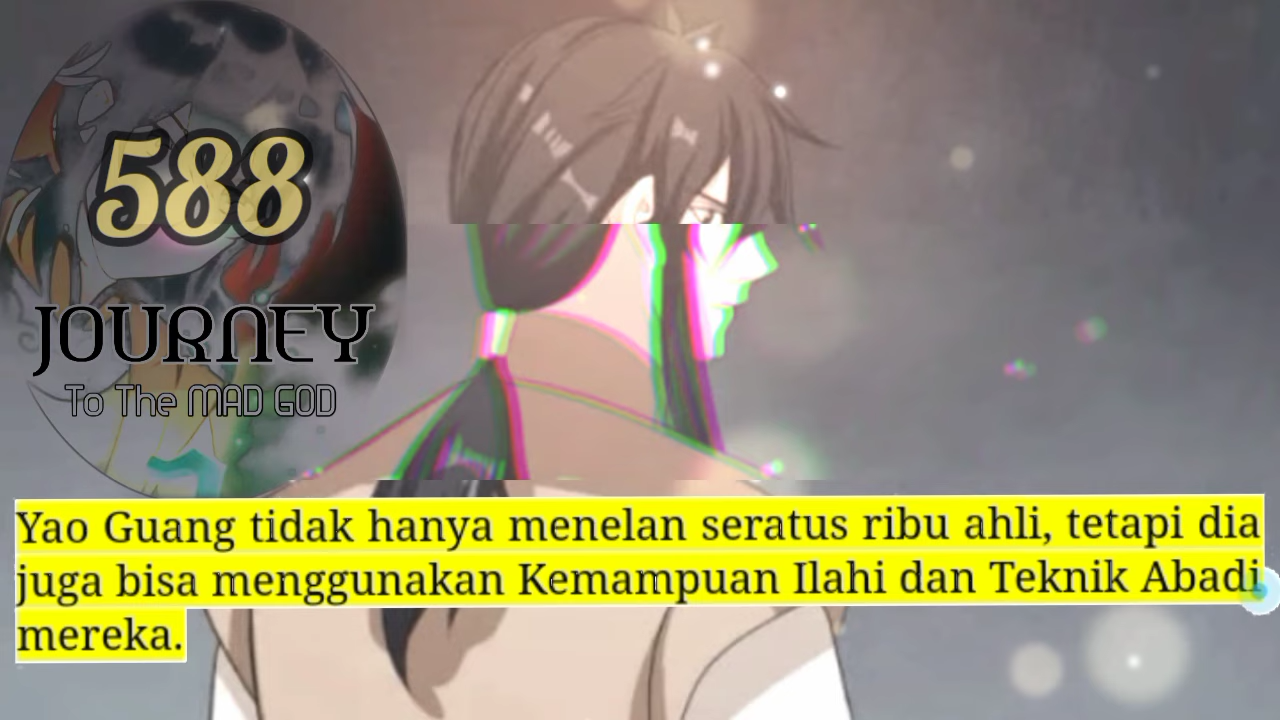 588
JOURNEY
To The MAD GOD
Yao Guang tidak hanya menelan seratus ribu ahli, tetapi dia
juga bisa menggunakan Kemampuan Ilahi dan Teknik Abadi
mereka.